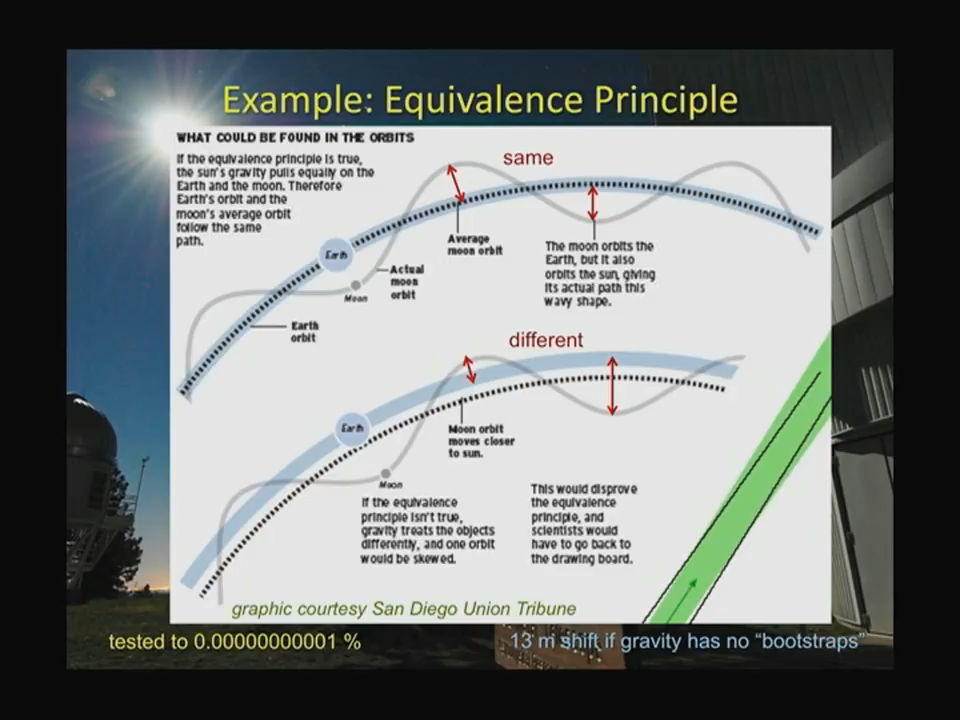 Example: Equivalence Principle
WHAT COULD BE FOUND IN THE ORBITS
If the equivalence principle is true,
the sun's gravity pulls equally on the
Earth and the moon. Therefore
Earth's orbit and the
moon's average orbit
follow the same
path.
same
Earth
Average
moon orbit
Actual
moon
orbit
Moon
The moon orbits the
Earth, but it also
orbits the sun, giving
its actual path this
wavy shape.
Earth
orbit
different
Earth
Moon orbit
moves closer
to sun.
Moon
If the equivalence
principle isn't true,
gravity treats the objects
differently, and one orbit
would be skewed.
This would disprove
the equivalence
principle, and
scientists would
have to go back to
the drawing board.
graphic courtesy San Diego Union Tribune
tested to 0.00000000001 %
13 m shift if gravity has no "bootstraps"